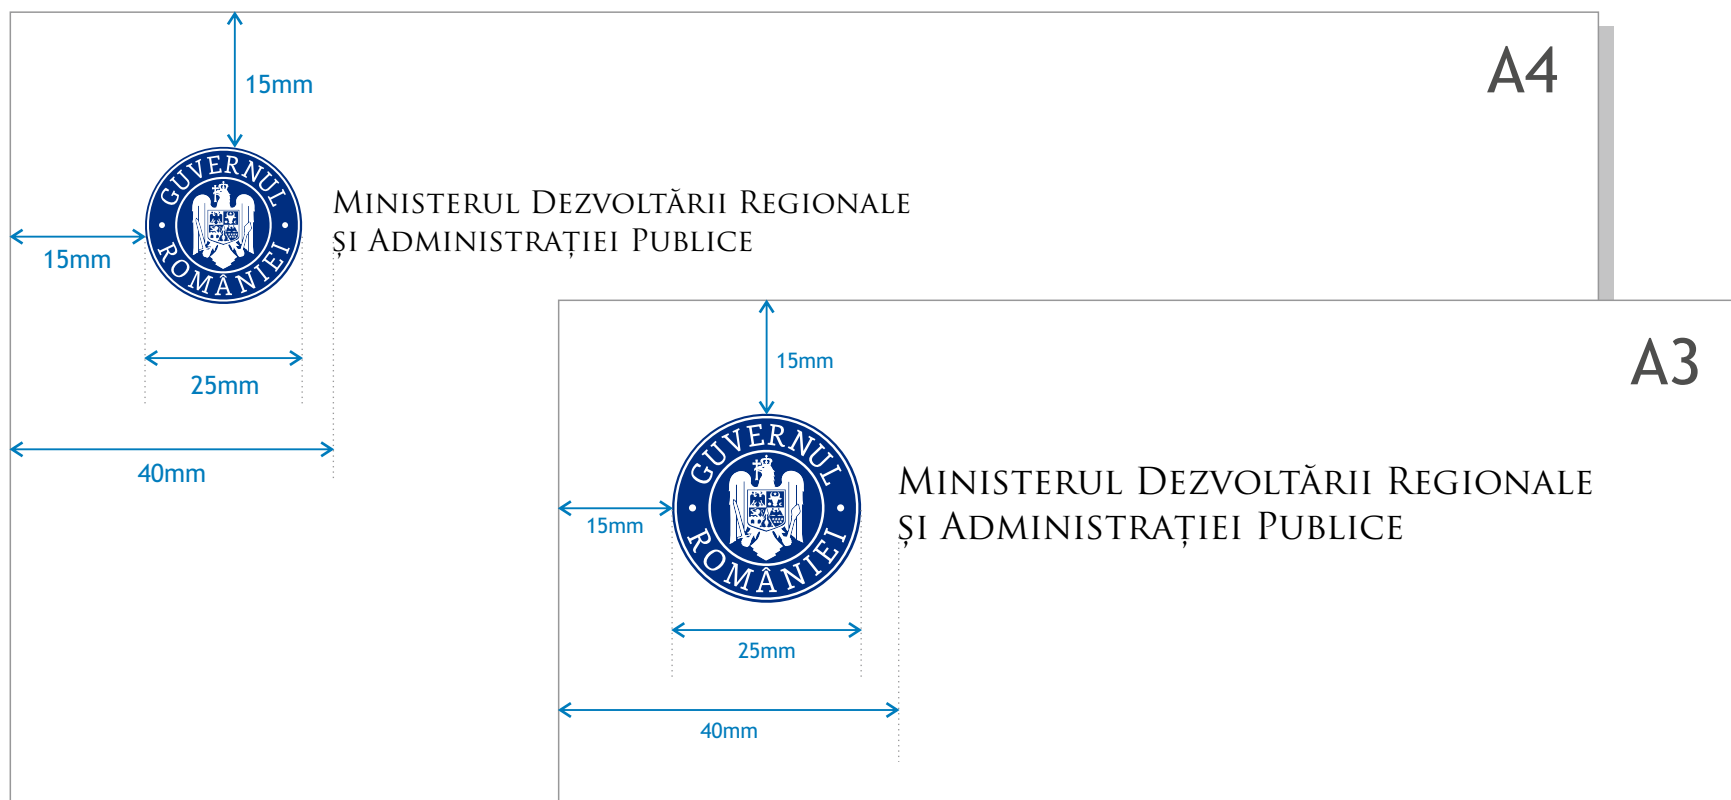 A4
15mm
GUVERNUL
ROMÂNIEI
MINISTERUL DEZVOLTĂRII REGIONALE
ȘI ADMINISTRAȚIEI PUBLICE
15mm
25mm
40mm
A3
15mm
GUVERNUL
ROMÂNIEI
MINISTERUL DEZVOLTĂRII REGIONALE
ȘI ADMINISTRAȚIEI PUBLICE
15mm
25mm
40mm